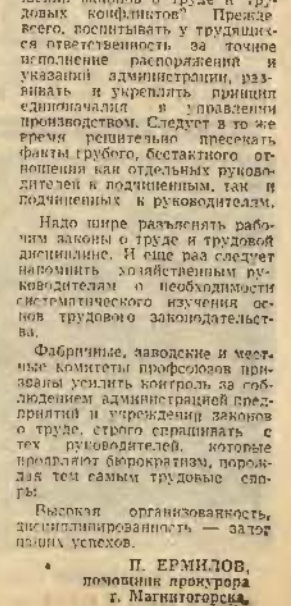 законов о труде и тру-
довых конфликтов? Прежде
всего, воспитывать у трудящих-
ся ответственность за точное
исполнение распоряжений и
указаний администрации, раз-
вивать и укреплять принцип
единоначалия в управлении
производством. Следует в то же
время решительно пресекать
факты грубого, бестактного от-
ношения как отдельных руково-
дителей к подчиненным, так и
подчиненных к руководителям.
Надо шире разъяснять рабо-
чим законы о труде и трудовой
дисциплине. И еще раз следует
напомнить хозяйственным ру-
ководителям о необходимости
систематического изучения ос-
нов трудового законодательст-
ва.
Фабричные, заводские и мест-
ные комитеты профсоюзов при-
званы усилить контроль за соб-
людением администрацией пред-
приятий и учреждений законов
о труде, строго спрашивать с
тех руководителей, которые
проявляют бюрократизм, порож-
дая тем самым трудовые спо-
ры.
Высокая организованность,
дисциплинированность — залог
наших успехов.
П. ЕРМИЛОВ,
помощник прокурора
г. Магнитогорска.